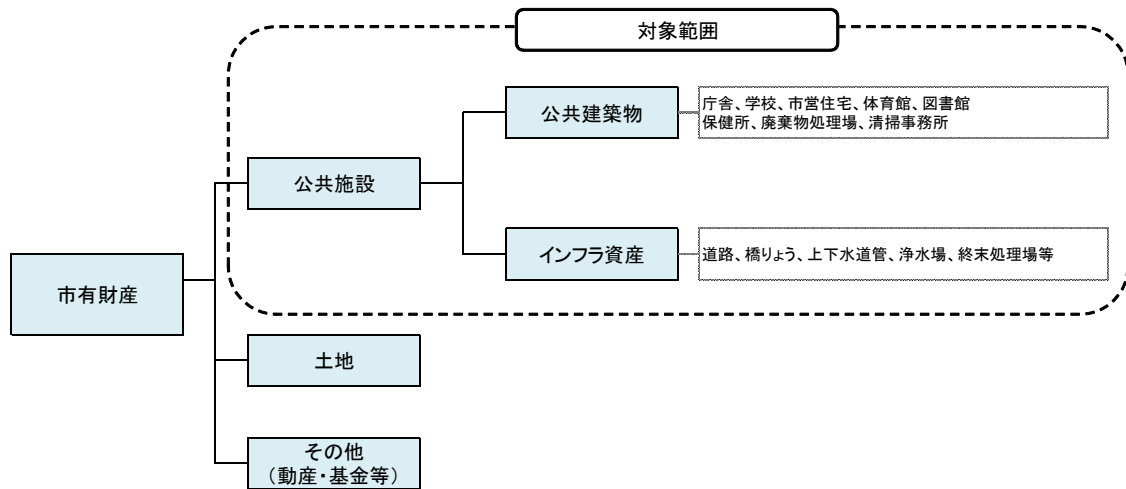 対象範囲
公共建築物
庁舎、学校、市営住宅、体育館、図書館
保健所、廃棄物処理場、清掃事務所
公共施設
インフラ資産
道路、橋りょう、上下水道管、浄水場、終末処理場等
市有財産
土地
その他
(動産・基金等)